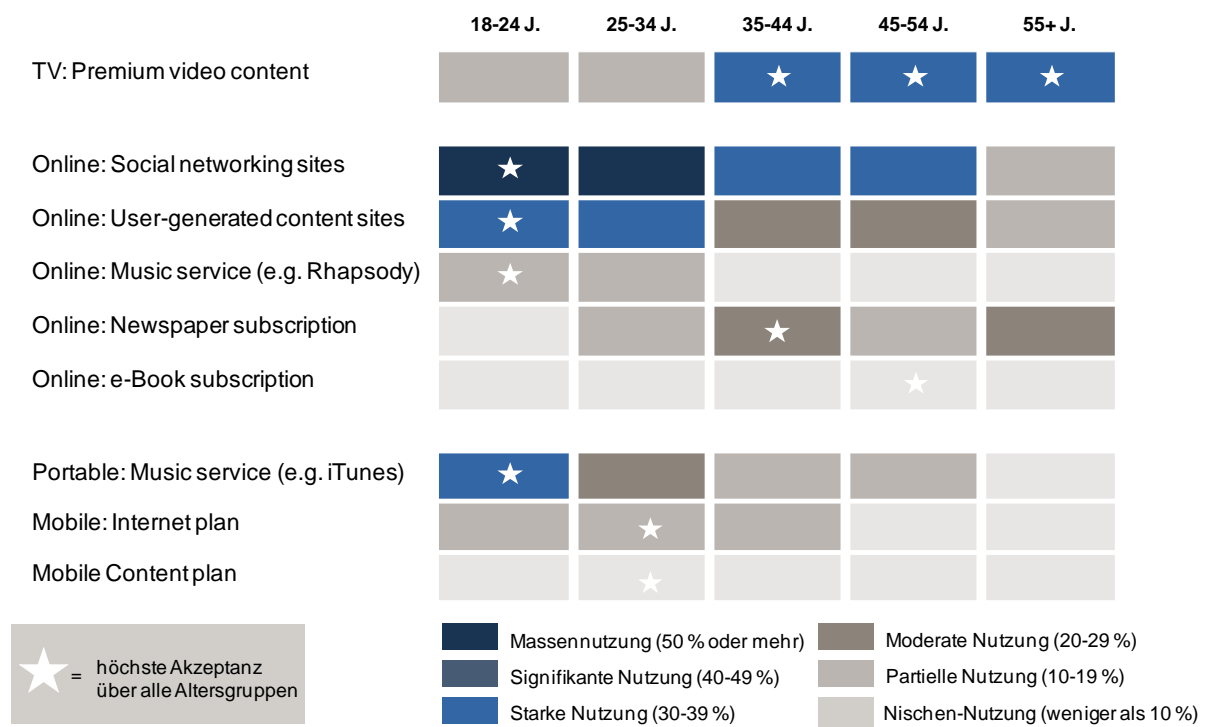 18-24 J. 25-34 J. 35-44 J. 45-54 J. 55+ J.
TV: Premium video content
Online: Social networking sites
Online: User-generated content sites
Online: Music service (e.g. Rhapsody)
Online: Newspaper subscription
Online: e-Book subscription
Portable: Music service (e.g. iTunes)
Mobile: Internet plan
Mobile Content plan
= höchste Akzeptanz
über alle Altersgruppen
Massennutzung (50 % oder mehr)
Signifikante Nutzung (40-49 %)
Starke Nutzung (30-39 %)
Moderate Nutzung (20-29 %)
Partielle Nutzung (10-19 %)
Nischen-Nutzung (weniger als 10 %)